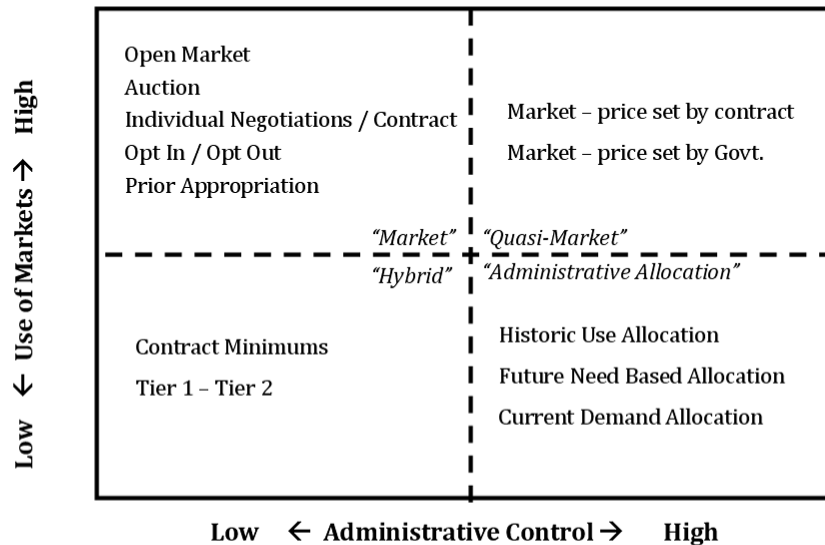 Open Market
Auction
Individual Negotiations / Contract
Opt In / Opt Out
Prior Appropriation
Market – price set by contract
Market – price set by Govt.
“Market”
“Quasi-Market”
“Hybrid”
“Administrative Allocation”
Contract Minimums
Tier 1 – Tier 2
Historic Use Allocation
Future Need Based Allocation
Current Demand Allocation
Low ← Use of Markets → High
Low ← Administrative Control → High